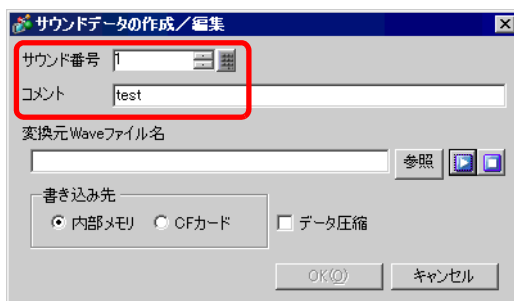 サウンドデータの作成／編集
サウンド番号 1
コメント test
変換元Waveファイル名
参照
書き込み先
内部メモリ CFカード データ圧縮
OK(O) キャンセル